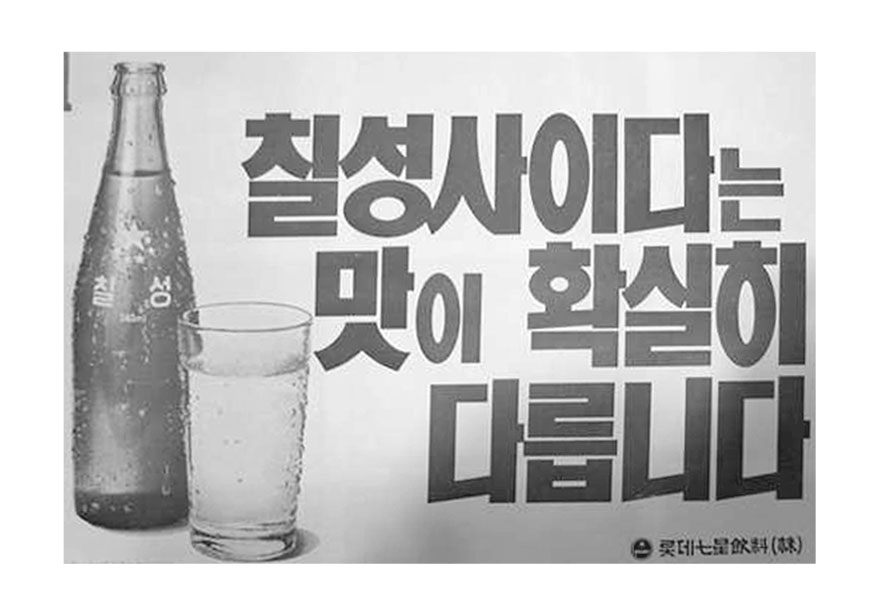 칠성사이다는
맛이 확실히
다릅니다
칠 성
롯데七星飮料(株)